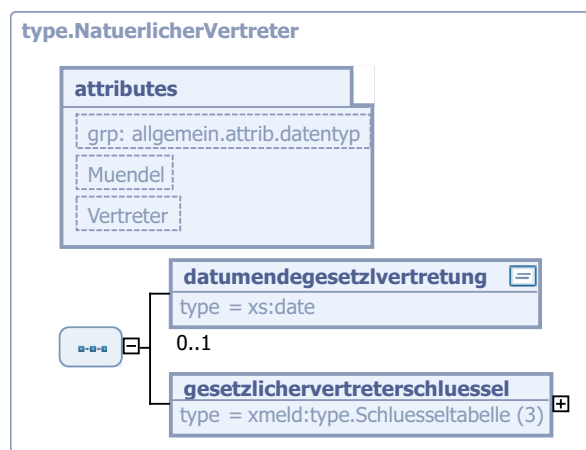 type.NatuerlicherVertreter
attributes
grp: allgemein.attrib.datentyp
Muendel
Vertreter
datumendegesetzlvertretung
type = xs:date
0..1
gesetzlichervertreterschluessel
type = xmeld:type.Schluesseltabelle (3)